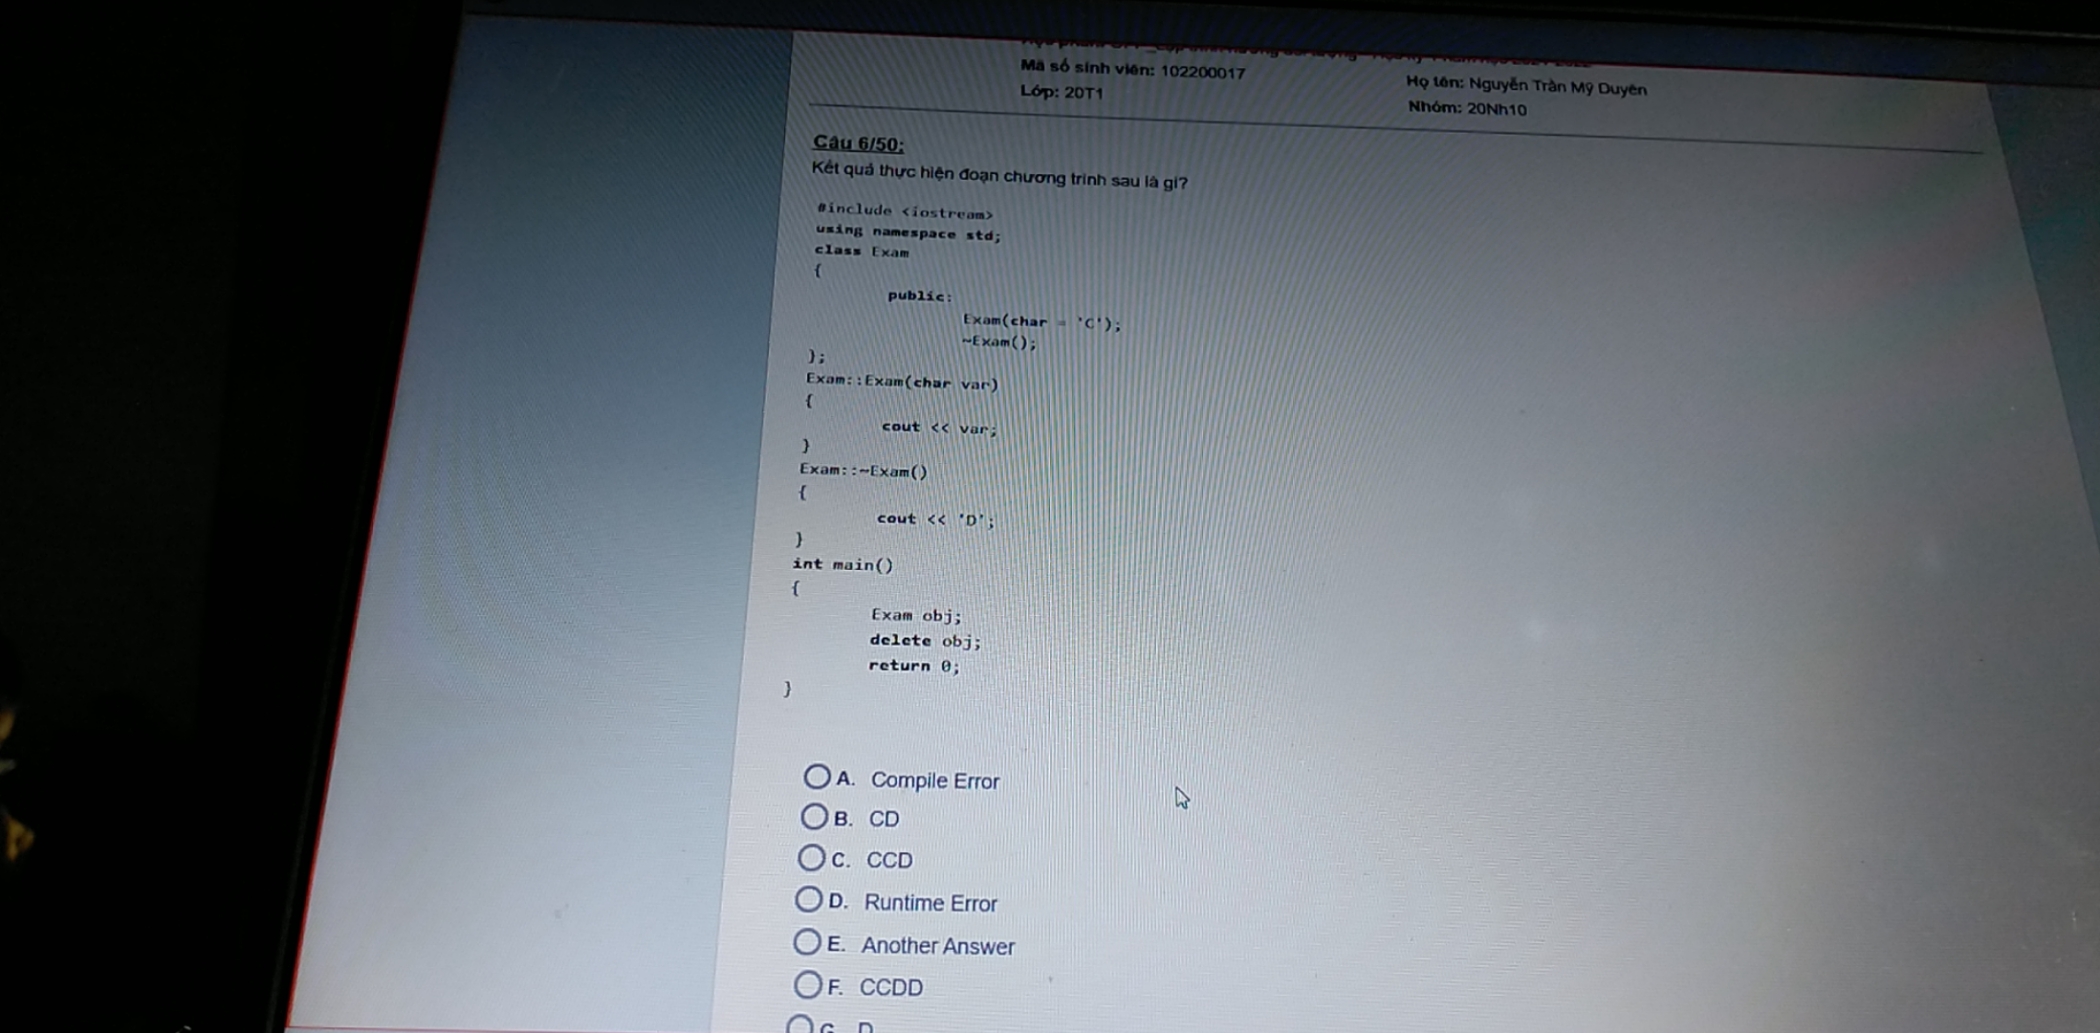 Mã số sinh viên: 102200017
Họ tên: Nguyễn Trần Mỹ Duyên
Lớp: 20T1
Nhóm: 20Nh10
Câu 6/50:
Kết quả thực hiện đoạn chương trình sau là gì?
#include <iostream>
using namespace std;
class Exam
{
public:
Exam(char = 'C');
~Exam();
};
Exam::Exam(char var)
{
cout << var;
}
Exam::~Exam()
{
cout << 'D';
}
int main()
{
Exam obj;
delete obj;
return 0;
}
A. Compile Error
B. CD
C. CCD
D. Runtime Error
E. Another Answer
F. CCDD
G. D